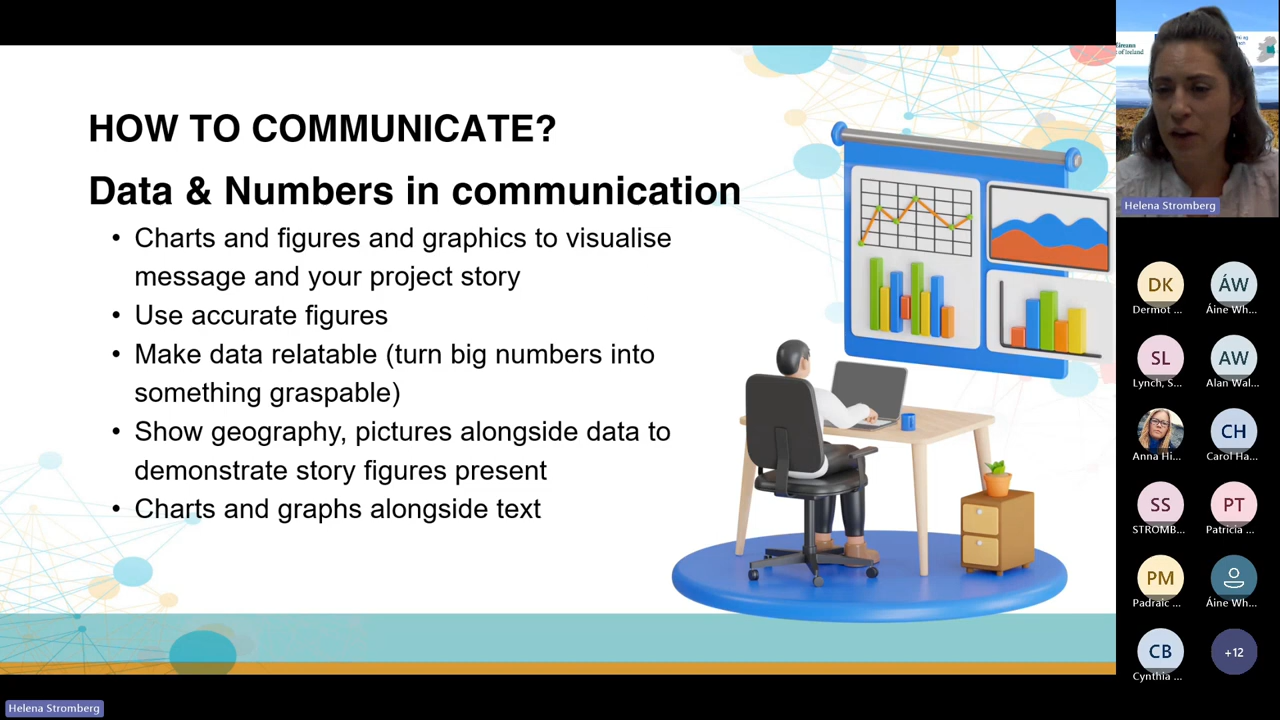 HOW TO COMMUNICATE?
Data & Numbers in communication
• Charts and figures and graphics to visualise
message and your project story
• Use accurate figures
• Make data relatable (turn big numbers into
something graspable)
• Show geography, pictures alongside data to
demonstrate story figures present
• Charts and graphs alongside text
of Ireland
Helena Stromberg
DK
ÁW
Dermot ...
Áine Wh...
SL
AW
Lynch, S...
Alan Wal...
CH
Anna Hi...
Carol Ha...
SS
PT
STROMB...
Patricia ...
PM
Padraic ...
Áine Wh...
CB
+12
Cynthia ...
Helena Stromberg